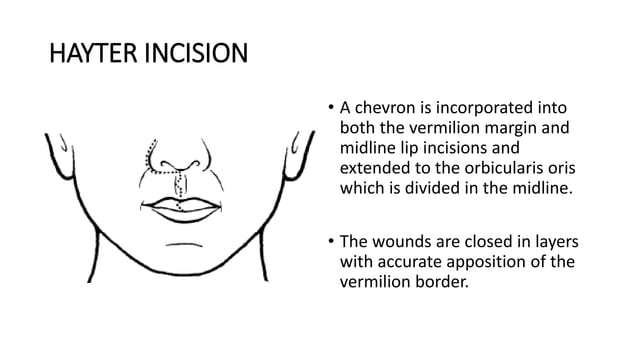 HAYTER INCISION
• A chevron is incorporated into
both the vermilion margin and
midline lip incisions and
extended to the orbicularis oris
which is divided in the midline.
• The wounds are closed in layers
with accurate apposition of the
vermilion border.